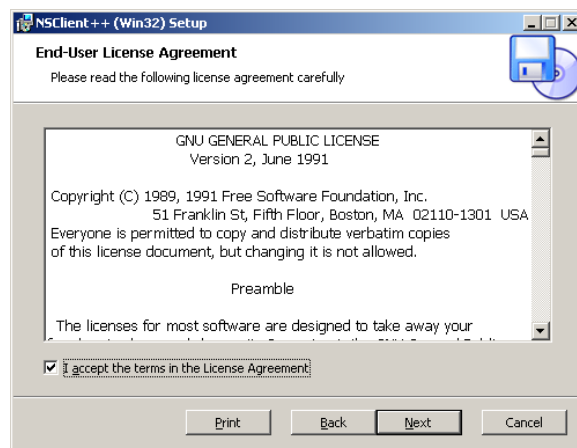 NSClient++ (Win32) Setup
End-User License Agreement
Please read the following license agreement carefully
GNU GENERAL PUBLIC LICENSE
Version 2, June 1991
Copyright (C) 1989, 1991 Free Software Foundation, Inc.
51 Franklin St, Fifth Floor, Boston, MA 02110-1301 USA
Everyone is permitted to copy and distribute verbatim copies
of this license document, but changing it is not allowed.
Preamble
The licenses for most software are designed to take away your
I accept the terms in the License Agreement
Print Back Next Cancel